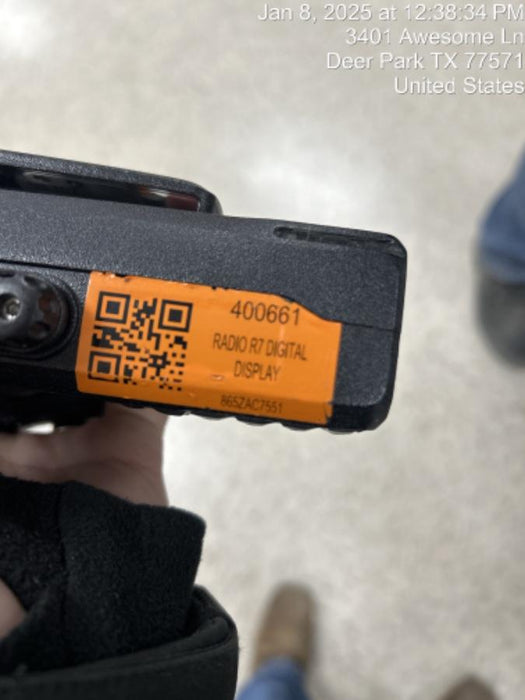 Jan 8, 2025 at 12:38:34 PM
3401 Awesome Ln
Deer Park TX 77571
United States
400661
RADIO R7 DIGITAL
DISPLAY
865ZAC7551